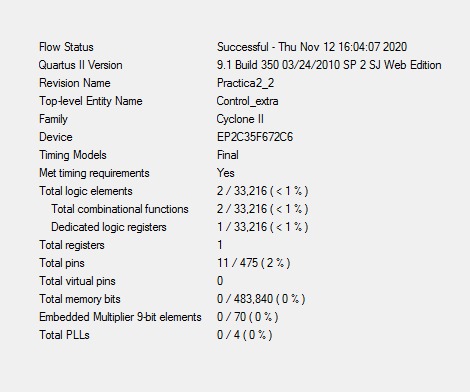 Flow Status Successful - Thu Nov 12 16:04:07 2020
Quartus II Version 9.1 Build 350 03/24/2010 SP 2 SJ Web Edition
Revision Name Practica2_2
Top-level Entity Name Control_extra
Family Cyclone II
Device EP2C35F672C6
Timing Models Final
Met timing requirements Yes
Total logic elements 2 / 33,216 ( < 1 % )
Total combinational functions 2 / 33,216 ( < 1 % )
Dedicated logic registers 1 / 33,216 ( < 1 % )
Total registers 1
Total pins 11 / 475 ( 2 % )
Total virtual pins 0
Total memory bits 0 / 483,840 ( 0 % )
Embedded Multiplier 9-bit elements 0 / 70 ( 0 % )
Total PLLs 0 / 4 ( 0 % )